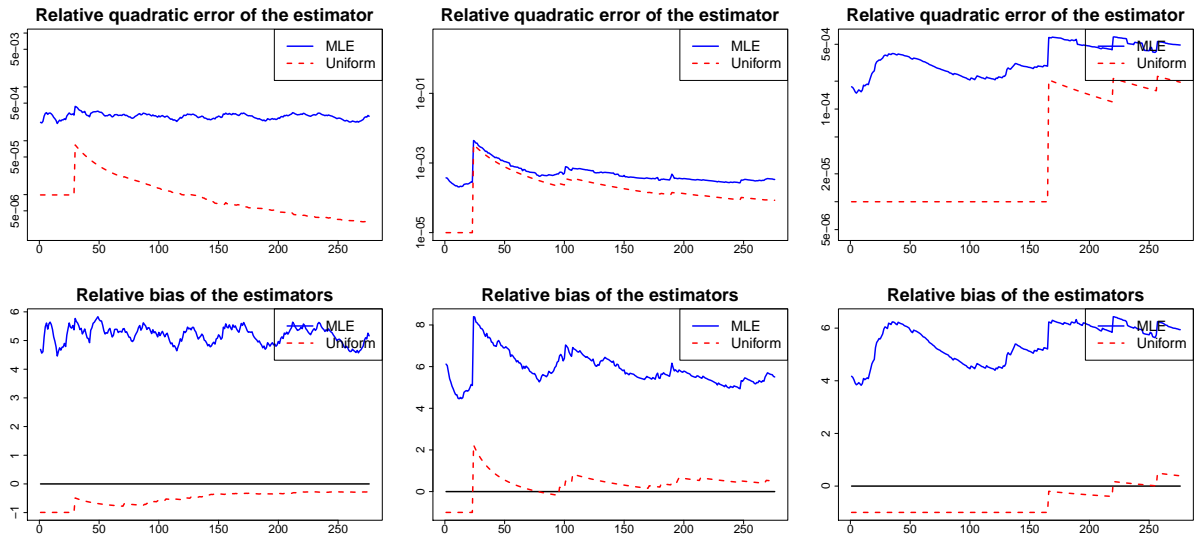 Relative quadratic error of the estimator
MLE
Uniform
5e−03
5e−04
5e−05
5e−06
0 50 100 150 200 250
Relative quadratic error of the estimator
MLE
Uniform
1e−01
1e−03
1e−05
0 50 100 150 200 250
Relative quadratic error of the estimator
MLE
Uniform
5e−04
1e−04
2e−05
5e−06
0 50 100 150 200 250
Relative bias of the estimators
MLE
Uniform
6
5
4
3
2
1
0
−1
0 50 100 150 200 250
Relative bias of the estimators
MLE
Uniform
8
6
4
2
0
0 50 100 150 200 250
Relative bias of the estimators
MLE
Uniform
6
4
2
0
0 50 100 150 200 250